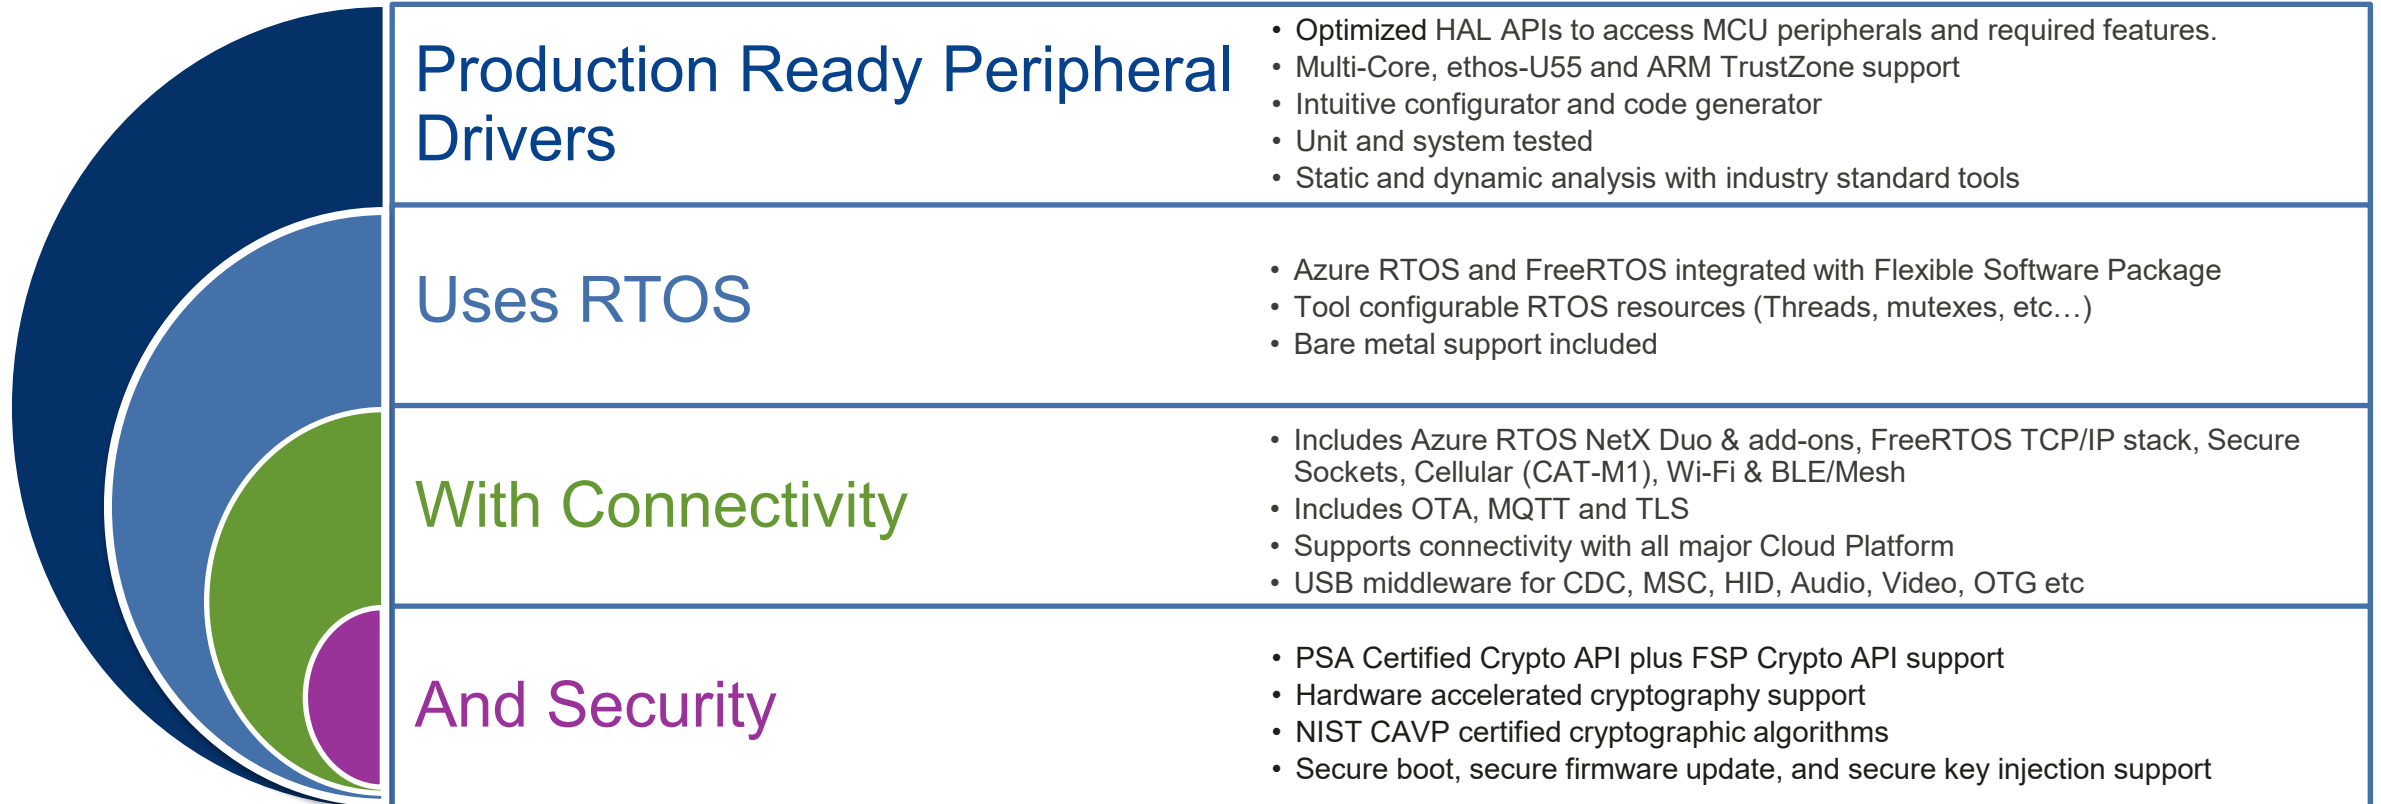 Production Ready Peripheral
Drivers
• Optimized HAL APIs to access MCU peripherals and required features.
• Multi-Core, ethos-U55 and ARM TrustZone support
• Intuitive configurator and code generator
• Unit and system tested
• Static and dynamic analysis with industry standard tools
Uses RTOS
• Azure RTOS and FreeRTOS integrated with Flexible Software Package
• Tool configurable RTOS resources (Threads, mutexes, etc…)
• Bare metal support included
With Connectivity
• Includes Azure RTOS NetX Duo & add-ons, FreeRTOS TCP/IP stack, Secure
Sockets, Cellular (CAT-M1), Wi-Fi & BLE/Mesh
• Includes OTA, MQTT and TLS
• Supports connectivity with all major Cloud Platform
• USB middleware for CDC, MSC, HID, Audio, Video, OTG etc
And Security
• PSA Certified Crypto API plus FSP Crypto API support
• Hardware accelerated cryptography support
• NIST CAVP certified cryptographic algorithms
• Secure boot, secure firmware update, and secure key injection support